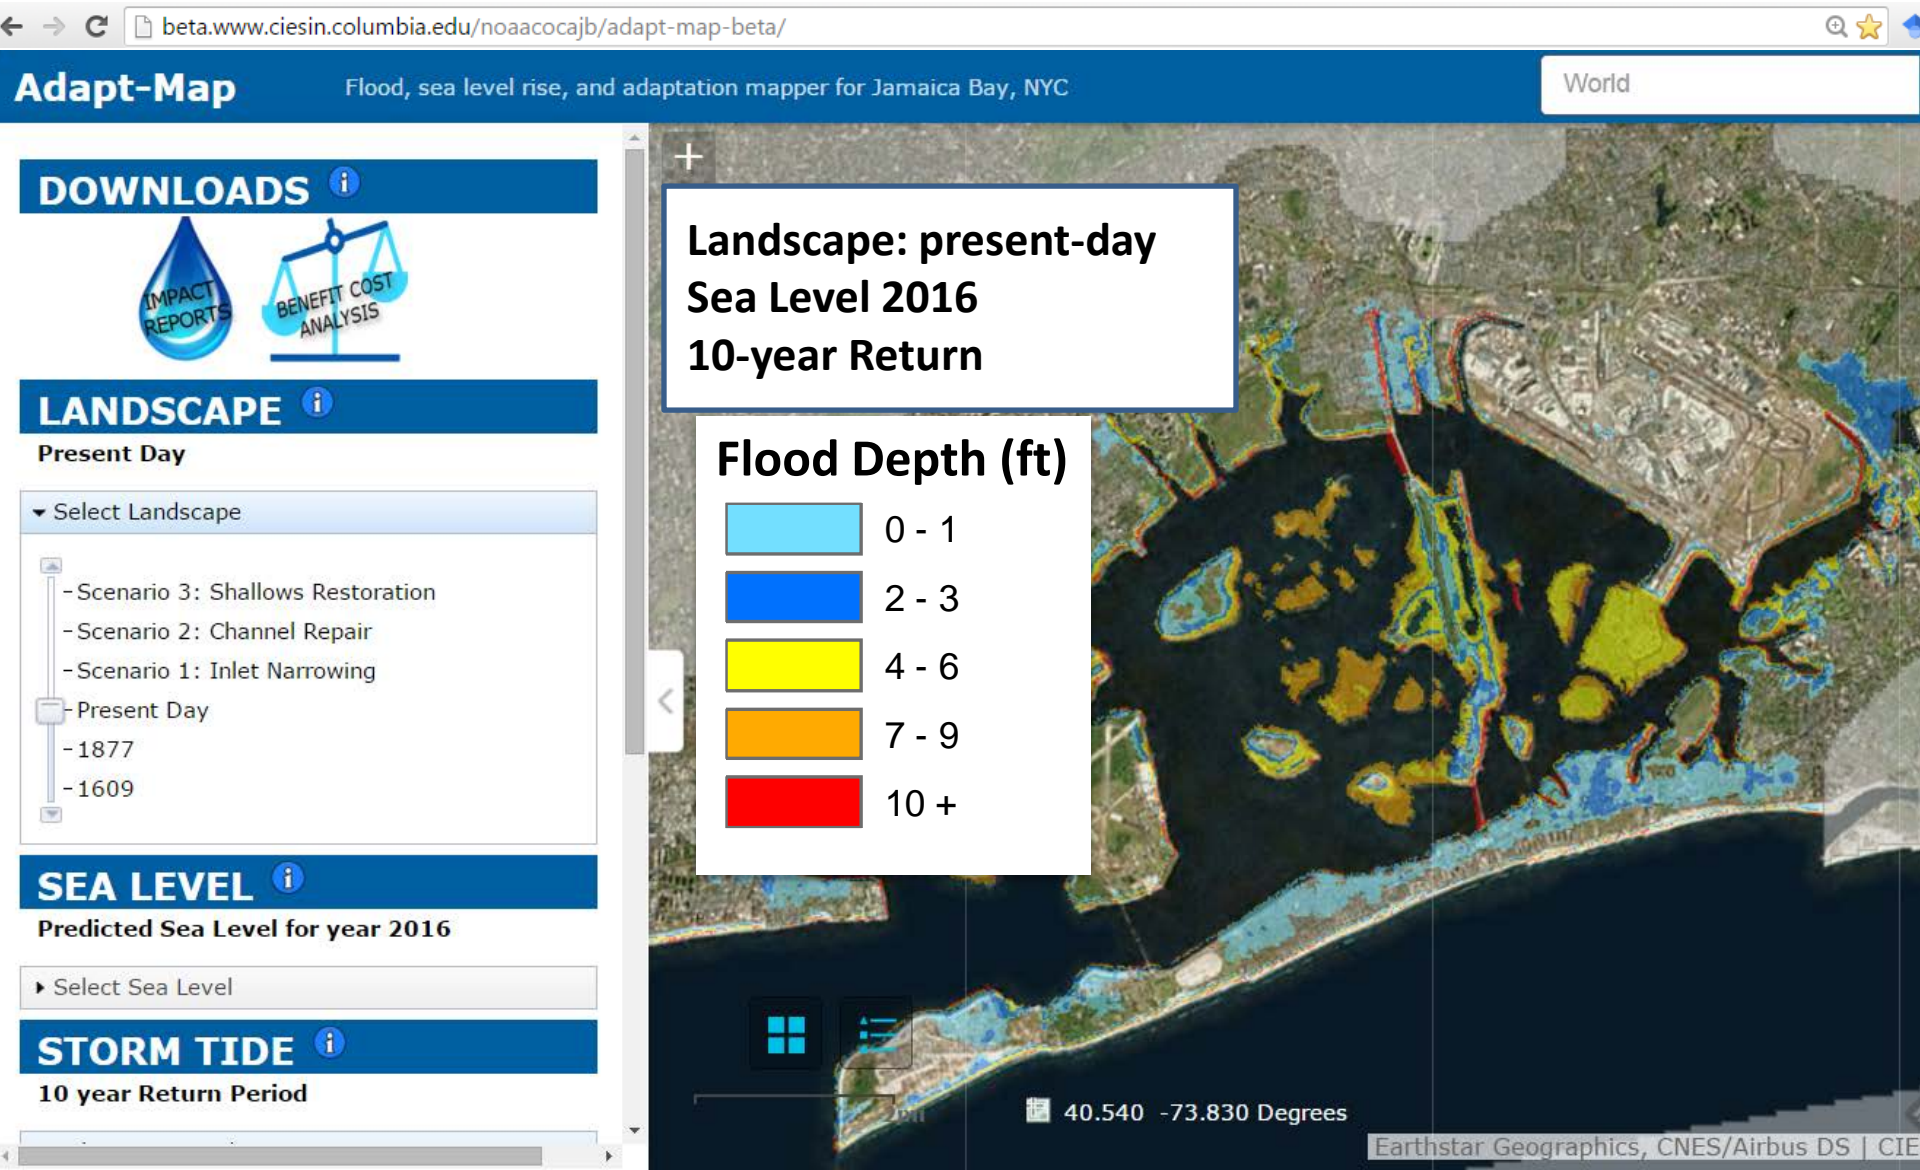 beta.www.ciesin.columbia.edu/noaacocajb/adapt-map-beta/
Adapt-Map
Flood, sea level rise, and adaptation mapper for Jamaica Bay, NYC
World
DOWNLOADS
IMPACT
REPORTS
BENEFIT COST
ANALYSIS
LANDSCAPE
Present Day
Select Landscape
-Scenario 3: Shallows Restoration
-Scenario 2: Channel Repair
-Scenario 1: Inlet Narrowing
-Present Day
-1877
-1609
SEA LEVEL
Predicted Sea Level for year 2016
Select Sea Level
STORM TIDE
10 year Return Period
+
Landscape: present-day
Sea Level 2016
10-year Return
Flood Depth (ft)
0 - 1
2 - 3
4 - 6
7 - 9
10 +
2mi
40.540 -73.830 Degrees
Earthstar Geographics, CNES/Airbus DS | CIE